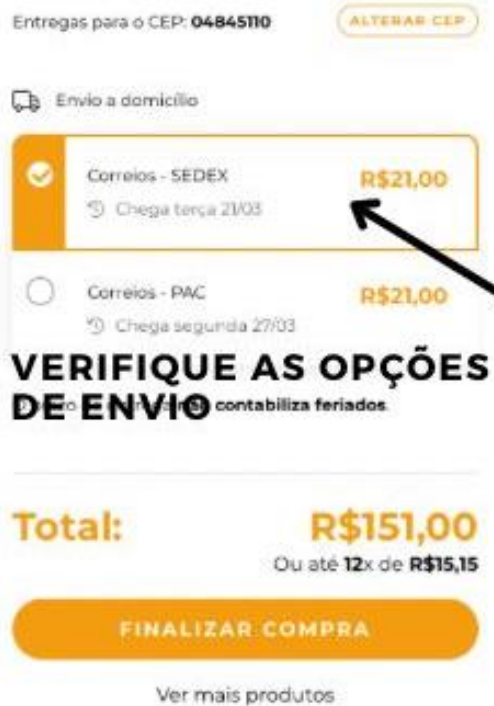 Entregas para o CEP: 04845110
ALTERAR CEP
Envio a domicílio
Correios - SEDEX
R$21,00
Chega terça 21/03
Correios - PAC
R$21,00
Chega segunda 27/03
VERIFIQUE AS OPÇÕES
DE ENVIO
contabiliza feriados.
Total:
R$151,00
Ou até 12x de R$15,15
FINALIZAR COMPRA
Ver mais produtos